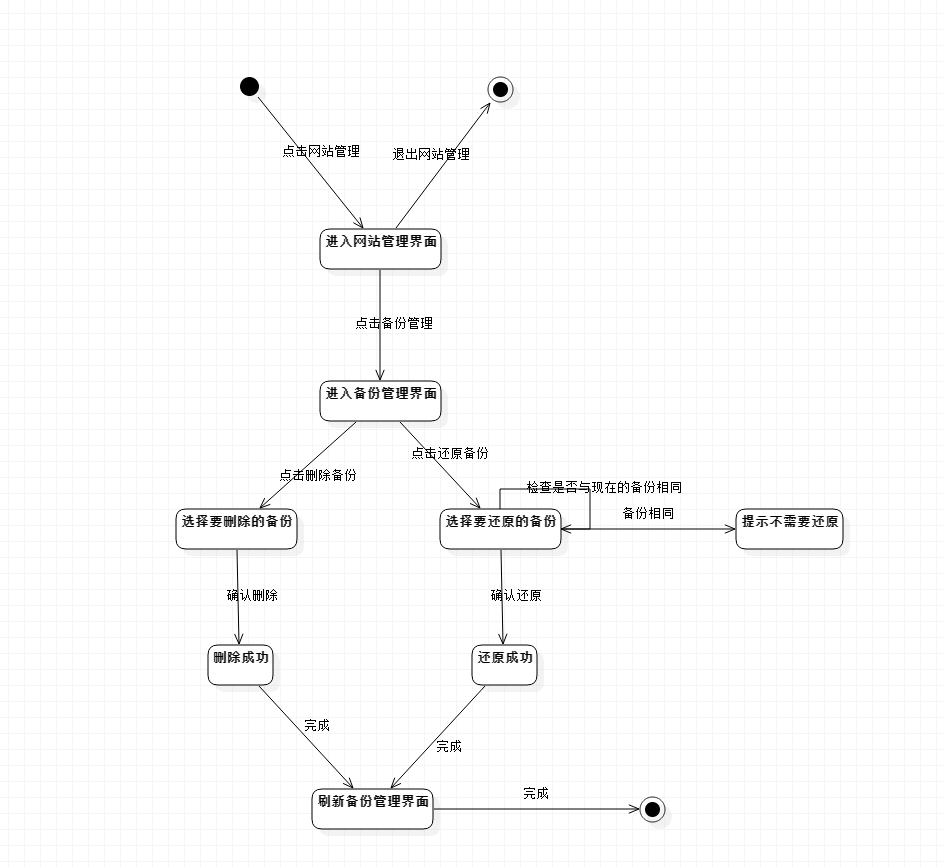 点击网站管理
退出网站管理
进入网站管理界面
点击备份管理
进入备份管理界面
点击还原备份
点击删除备份
检查是否与现在的备份相同
备份相同
选择要删除的备份
选择要还原的备份
提示不需要还原
确认删除
确认还原
删除成功
还原成功
完成
完成
刷新备份管理界面
完成